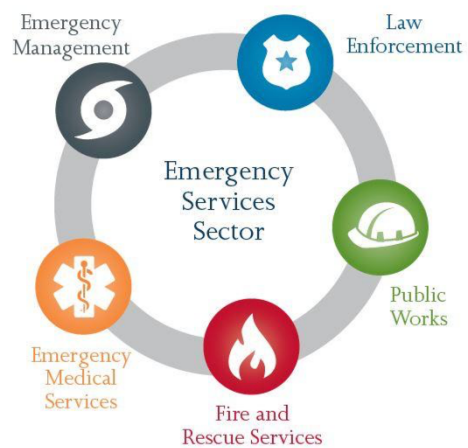 Emergency
Management
Law
Enforcement
Emergency
Services
Sector
Public
Works
Emergency
Medical
Services
Fire and
Rescue Services